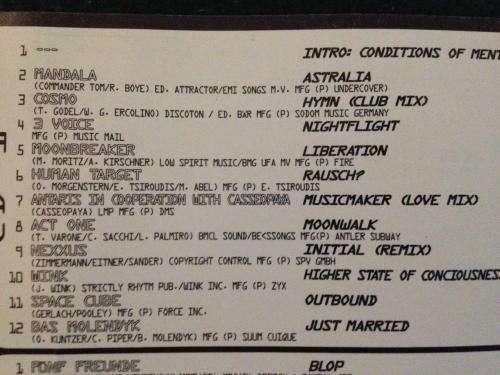 1 --- INTRO: CONDITIONS OF MENT
2 MANDALA ASTRALIA
(COMMANDER TOM/R. BOYE) ED. ATTRACTOR/EMI SONGS M.V. MFG (P) UNDERCOVER)
3 COSMO HYMN (CLUB MIX)
(T. GODEL/W. G. ERCOLINO) DISCOTON / ED. BXR MFG (P) SODOM MUSIC GERMANY
4 3 VOICE NIGHTFLIGHT
MFG (P) MUSIC MAIL
5 MOONBREAKER LIBERATION
(M. MORITZ/A. KIRSCHNER) LOW SPIRIT MUSIC/BMG UFA MV MFG (P) FIRE
6 HUMAN TARGET RAUSCH?
(O. MORGENSTERN/E. TSIROUDIS/M. ABEL) MFG (P) E. TSIROUDIS
7 ANTARIS IN COOPERATION WITH CASSEOPAYA MUSICMAKER (LOVE MIX)
(CASSEOPAYA) LMP MFG (P) DMS
8 ACT ONE MOONWALK
(T. VARONE/C. SACCHI/L. PALMIRO) BMCL SOUND/BE<SSONGS MFG(P) ANTLER SUBWAY
9 NEXXUS INITIAL (REMIX)
(ZIMMERMANN/EITNER/SANDER) COPYRIGHT CONTROL MFG (P) SPV GMBH
10 WINK HIGHER STATE OF CONCIOUSNES
(J. WINK) STRICTLY RHYTM PUB./WINK INC. MFG (P) ZYX
11 SPACE CUBE OUTBOUND
(GERLACH/POOLEY) MFG (P) FORCE INC.
12 BAS MOLENDYK JUST MARRIED
(O. KUNTZER/C. PIPER/B. MOLENDYK) MFG (P) SUUM CUIQUE
1 FÜNF FREUNDE BLOP